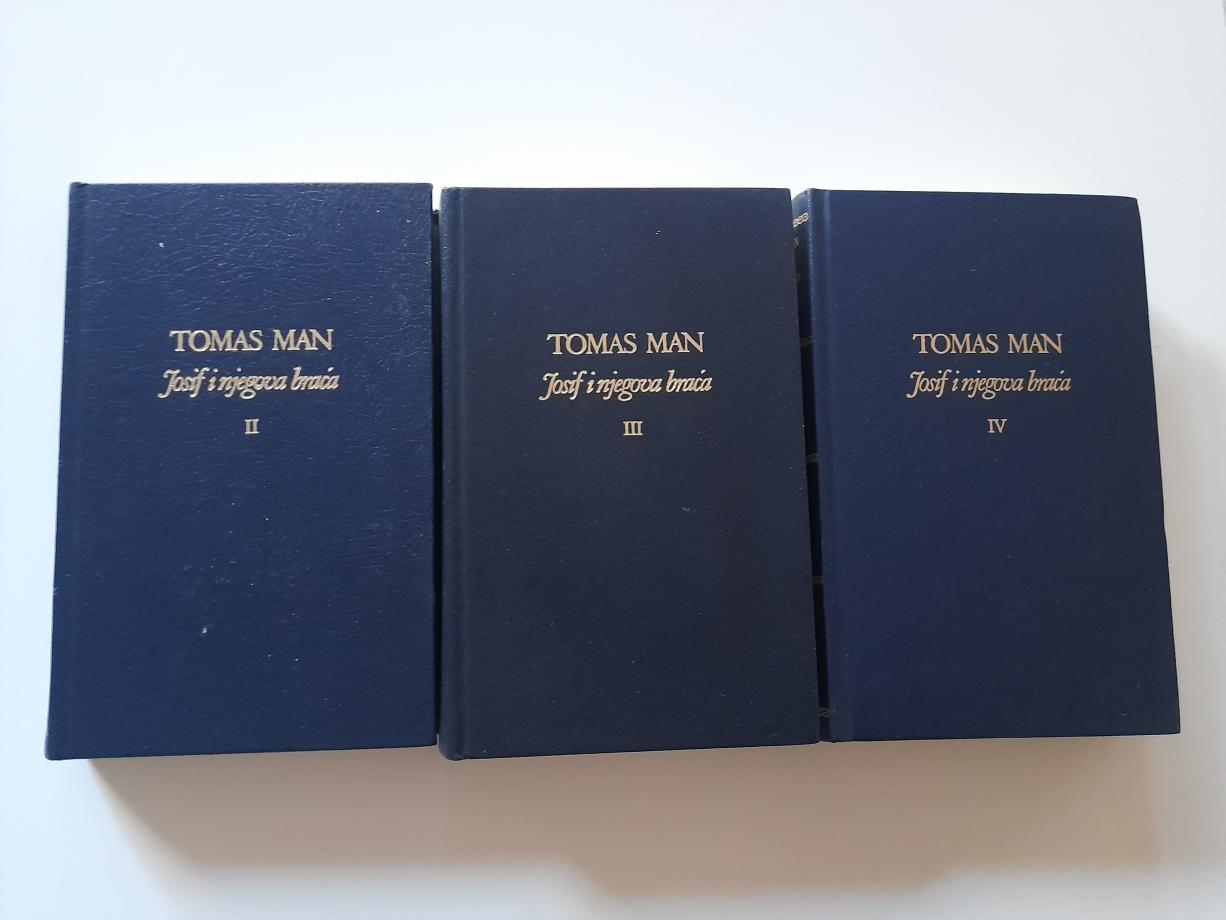 TOMAS MAN
Josif i njegova braća
II
TOMAS MAN
Josif i njegova braća
III
TOMAS MAN
Josif i njegova braća
IV